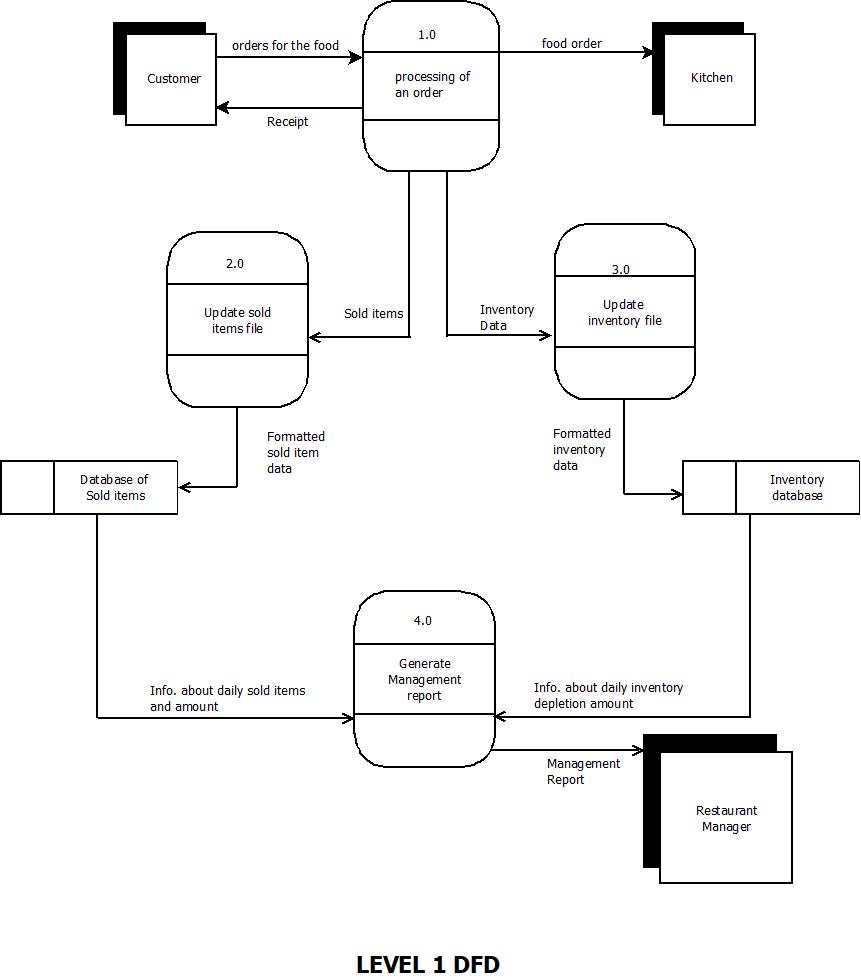 1.0
orders for the food
food order
Customer
processing of
an order
Kitchen
Receipt
2.0
3.0
Update sold
items file
Sold items
Inventory
Data
Update
inventory file
Formatted
sold item
data
Formatted
inventory
data
Database of
Sold items
Inventory
database
4.0
Generate
Management
report
Info. about daily sold items
and amount
Info. about daily inventory
depletion amount
Management
Report
Restaurant
Manager
LEVEL 1 DFD